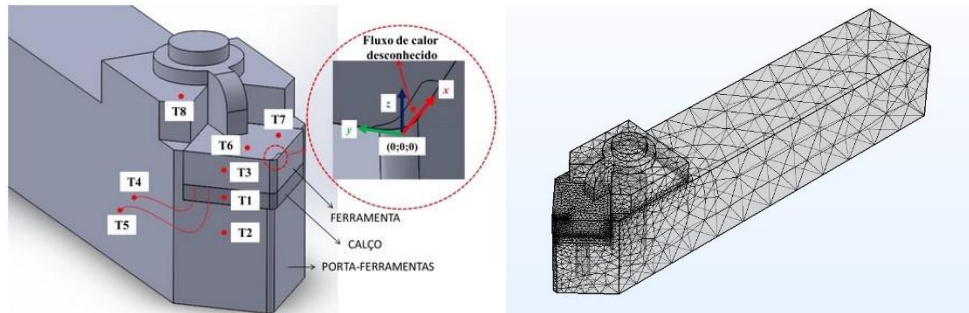 Fluxo de calor
desconhecido
z
x
y
(0;0;0)
T8
T7
T6
T3
T4
T1
T5
T2
FERRAMENTA
CALÇO
PORTA-FERRAMENTAS